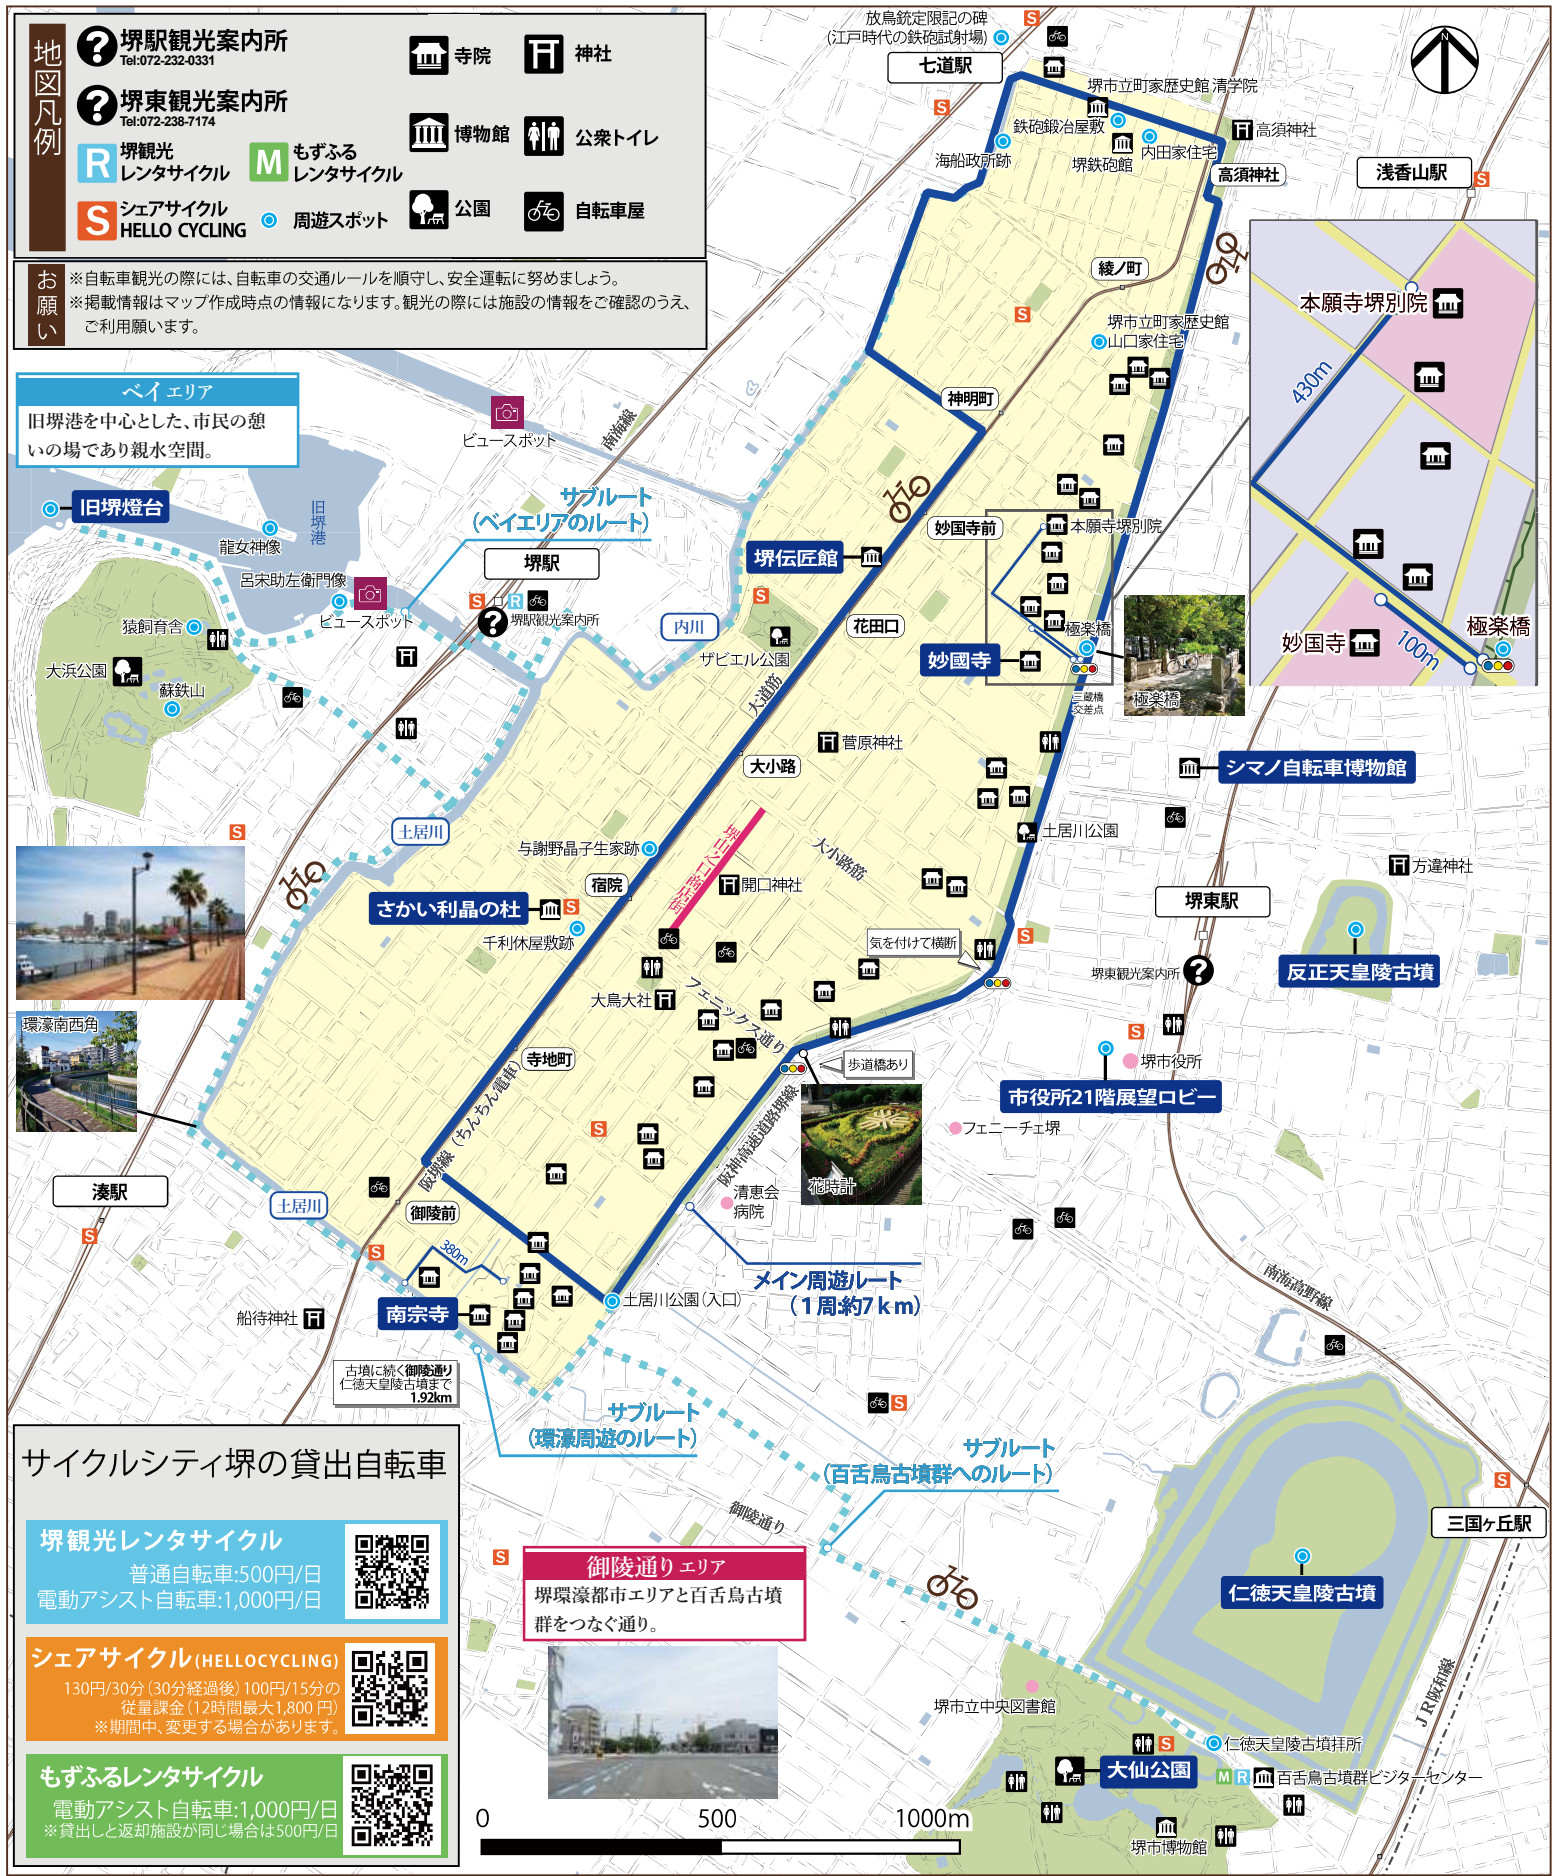 地図凡例
堺駅観光案内所
Tel:072-232-0331
堺東観光案内所
Tel:072-238-7174
R 堺観光
レンタサイクル
M もずふる
レンタサイクル
S シェアサイクル
HELLO CYCLING
周遊スポット
寺院
神社
博物館
公衆トイレ
公園
自転車屋
お願い
※自転車観光の際には、自転車の交通ルールを順守し、安全運転に努めましょう。
※掲載情報はマップ作成時点の情報になります。観光の際には施設の情報をご確認のうえ、
ご利用願います。
放鳥銃定限記の碑
(江戸時代の鉄砲試射場)
七道駅
堺市立町家歴史館 清学院
鉄砲鍛冶屋敷
海船政所跡
堺鉄砲館
内田家住宅
高須神社
高須神社
浅香山駅
N
綾ノ町
堺市立町家歴史館
山口家住宅
神明町
本願寺堺別院
430m
妙国寺
100m
極楽橋
ベイエリア
旧堺港を中心とした、市民の憩
いの場であり親水空間。
ビュースポット
南海線
旧堺燈台
龍女神像
旧堺港
サブルート
(ベイエリアのルート)
堺駅
呂宋助左衛門像
ビュースポット
堺駅観光案内所
猿飼育舎
大浜公園
蘇鉄山
内川
堺伝匠館
妙国寺前
本願寺堺別院
花田口
ザビエル公園
妙國寺
極楽橋
三蔵橋
交差点
極楽橋
大道筋
菅原神社
大小路
シマノ自転車博物館
土居川
与謝野晶子生家跡
堺山之口商店街
大小路筋
土居川公園
宿院
開口神社
さかい利晶の杜
千利休屋敷跡
気を付けて横断
方違神社
堺東駅
堺東観光案内所
反正天皇陵古墳
環濠南西角
大鳥大社
フェニックス通り
寺地町
歩道橋あり
堺市役所
市役所21階展望ロビー
フェニーチェ堺
花時計
阪堺線(ちんちん電車)
阪神高速道路堺線
清恵会
病院
湊駅
土居川
御陵前
380m
南宗寺
船待神社
土居川公園(入口)
メイン周遊ルート
(1周:約7km)
南海高野線
古墳に続く御陵通り
仁徳天皇陵古墳まで
1.92km
サブルート
(環濠周遊のルート)
サブルート
(百舌鳥古墳群へのルート)
御陵通り
三国ヶ丘駅
仁徳天皇陵古墳
JR阪和線
サイクルシティ堺の貸出自転車
堺観光レンタサイクル
普通自転車:500円/日
電動アシスト自転車:1,000円/日
シェアサイクル(HELLOCYCLING)
130円/30分(30分経過後)100円/15分の
従量課金(12時間最大1,800円)
※期間中、変更する場合があります。
もずふるレンタサイクル
電動アシスト自転車:1,000円/日
※貸出しと返却施設が同じ場合は500円/日
御陵通りエリア
堺環濠都市エリアと百舌鳥古墳
群をつなぐ通り。
0 500 1000m
堺市立中央図書館
大仙公園
仁徳天皇陵古墳拝所
M R 百舌鳥古墳群ビジターセンター
堺市博物館